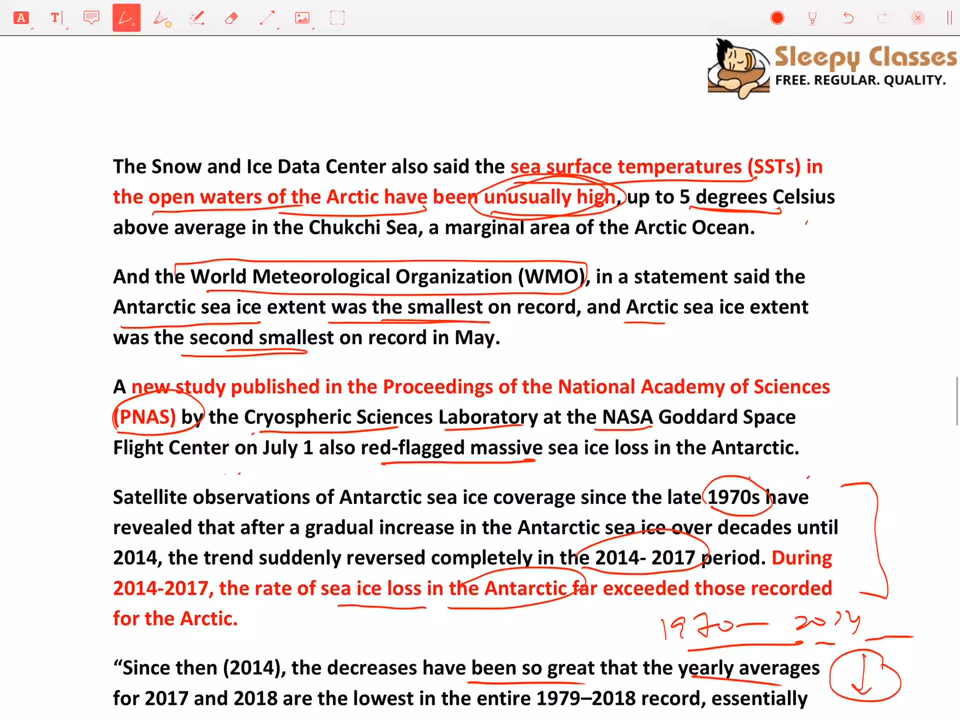 A T
Sleepy Classes
FREE. REGULAR. QUALITY.
The Snow and Ice Data Center also said the sea surface temperatures (SSTs) in
the open waters of the Arctic have been unusually high, up to 5 degrees Celsius
above average in the Chukchi Sea, a marginal area of the Arctic Ocean.
And the World Meteorological Organization (WMO), in a statement said the
Antarctic sea ice extent was the smallest on record, and Arctic sea ice extent
was the second smallest on record in May.
A new study published in the Proceedings of the National Academy of Sciences
(PNAS) by the Cryospheric Sciences Laboratory at the NASA Goddard Space
Flight Center on July 1 also red-flagged massive sea ice loss in the Antarctic.
Satellite observations of Antarctic sea ice coverage since the late 1970s have
revealed that after a gradual increase in the Antarctic sea ice over decades until
2014, the trend suddenly reversed completely in the 2014- 2017 period. During
2014-2017, the rate of sea ice loss in the Antarctic far exceeded those recorded
for the Arctic.
1970— 2014
“Since then (2014), the decreases have been so great that the yearly averages
for 2017 and 2018 are the lowest in the entire 1979–2018 record, essentially